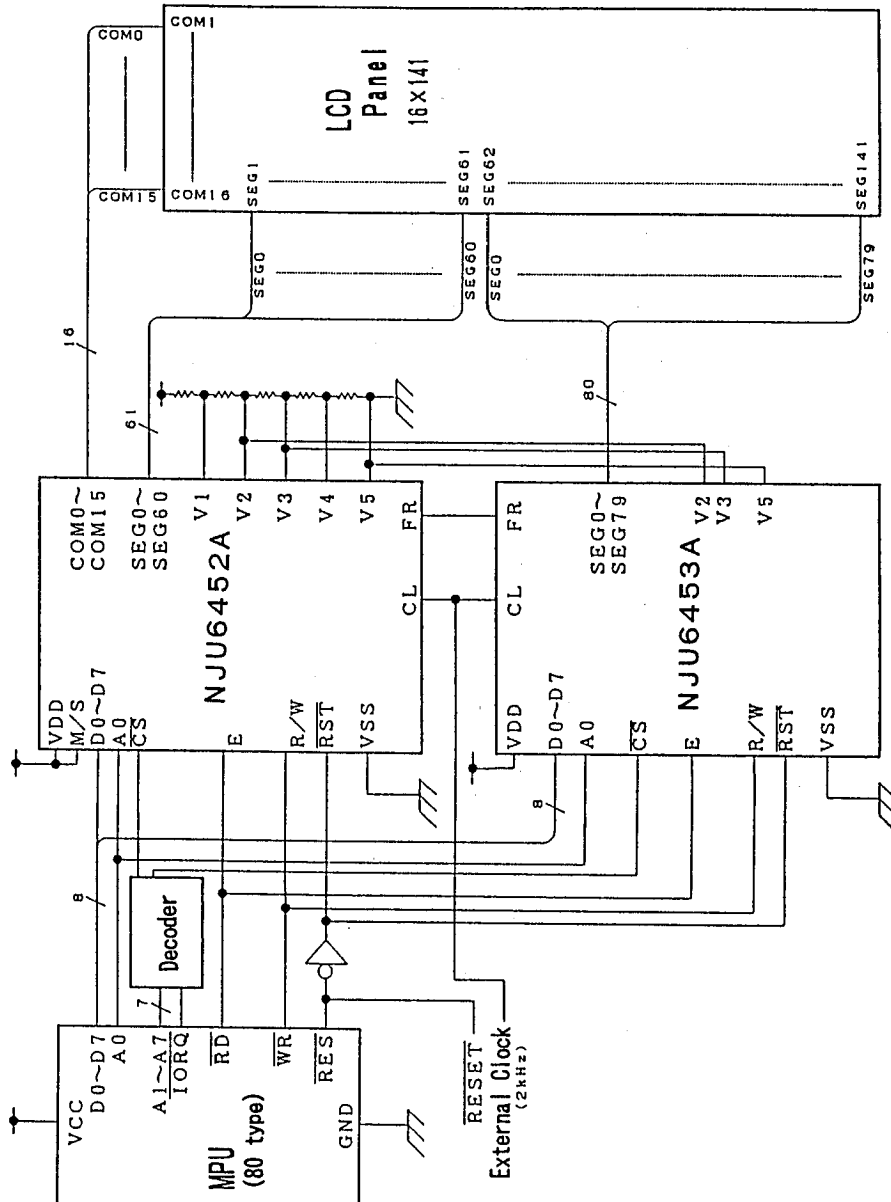 MPU
(80 type)
VCC
D0~D7
A0
A1~A7
IORQ
RD
WR
RES
GND
RESET
External Clock
(2kHz)
8
7
Decoder
NJU6452A
VDD
M/S
D0~D7
A0
CS
E
R/W
RST
VSS
COM0~
COM15
SEG0~
SEG60
V1
V2
V3
V4
V5
CL
FR
8
NJU6453A
VDD
D0~D7
A0
CS
E
R/W
RST
VSS
CL
FR
SEG0~
SEG79
V2
V3
V5
16
61
80
COM0
COM15
SEG0
SEG60
SEG0
SEG79
COM1
COM16
SEG1
SEG61
SEG62
SEG141
LCD
Panel
16×141